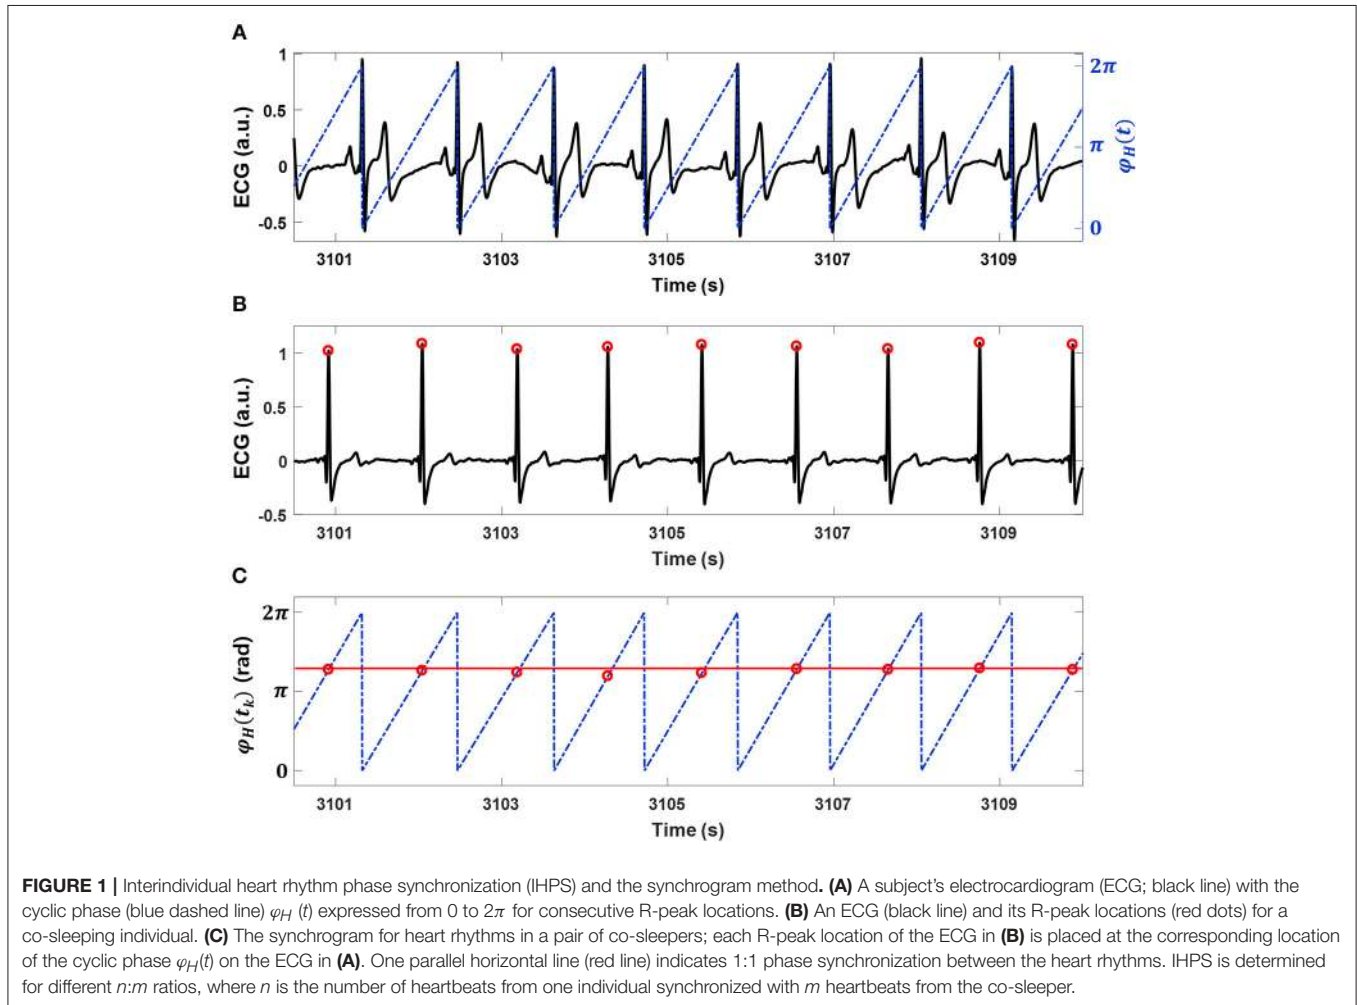 A
1
0.5
0
-0.5
ECG (a.u.)
2π
π
0
φH(t)
3101 3103 3105 3107 3109
Time (s)
B
1
0.5
0
-0.5
ECG (a.u.)
3101 3103 3105 3107 3109
Time (s)
C
2π
π
0
φH(tk) (rad)
3101 3103 3105 3107 3109
Time (s)
FIGURE 1 | Interindividual heart rhythm phase synchronization (IHPS) and the synchrogram method. (A) A subject's electrocardiogram (ECG; black line) with the
cyclic phase (blue dashed line) φH (t) expressed from 0 to 2π for consecutive R-peak locations. (B) An ECG (black line) and its R-peak locations (red dots) for a
co-sleeping individual. (C) The synchrogram for heart rhythms in a pair of co-sleepers; each R-peak location of the ECG in (B) is placed at the corresponding location
of the cyclic phase φH(t) on the ECG in (A). One parallel horizontal line (red line) indicates 1:1 phase synchronization between the heart rhythms. IHPS is determined
for different n:m ratios, where n is the number of heartbeats from one individual synchronized with m heartbeats from the co-sleeper.